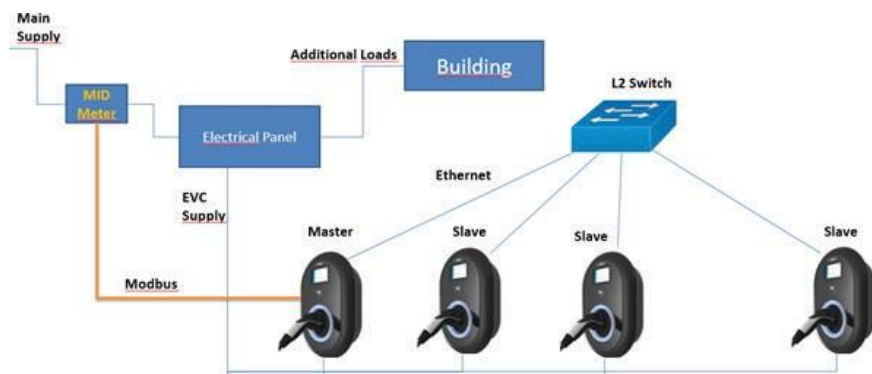 Main
Supply
Additional Loads
Building
L2 Switch
MID
Meter
Electrical Panel
Ethernet
EVC
Supply
Master
Slave
Slave
Slave
Modbus